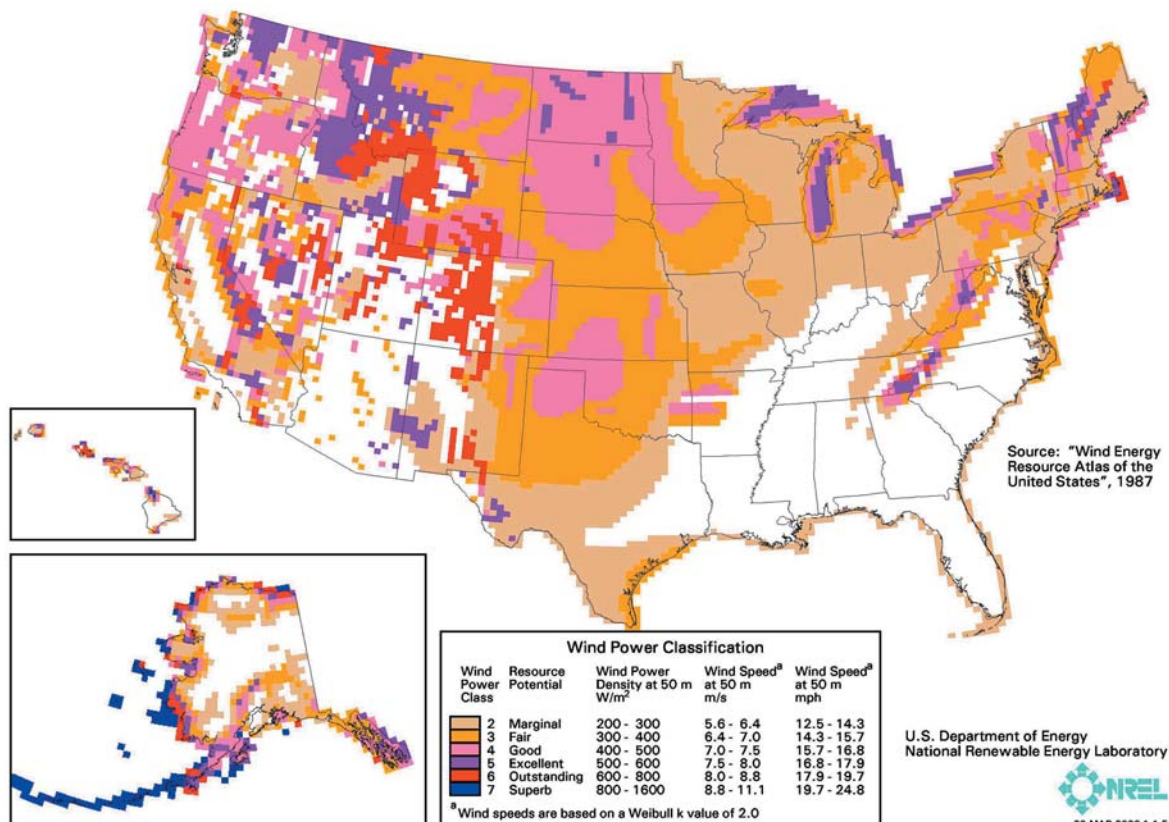 Source: "Wind Energy
Resource Atlas of the
United States", 1987
Wind Power Classification
Wind Power Class Resource Potential Wind Power Density at 50 m W/m² Wind Speedᵃ at 50 m m/s Wind Speedᵃ at 50 m mph
2 Marginal 200 - 300 5.6 - 6.4 12.5 - 14.3
3 Fair 300 - 400 6.4 - 7.0 14.3 - 15.7
4 Good 400 - 500 7.0 - 7.5 15.7 - 16.8
5 Excellent 500 - 600 7.5 - 8.0 16.8 - 17.9
6 Outstanding 600 - 800 8.0 - 8.8 17.9 - 19.7
7 Superb 800 - 1600 8.8 - 11.1 19.7 - 24.8
ᵃ Wind speeds are based on a Weibull k value of 2.0
U.S. Department of Energy
National Renewable Energy Laboratory
NREL